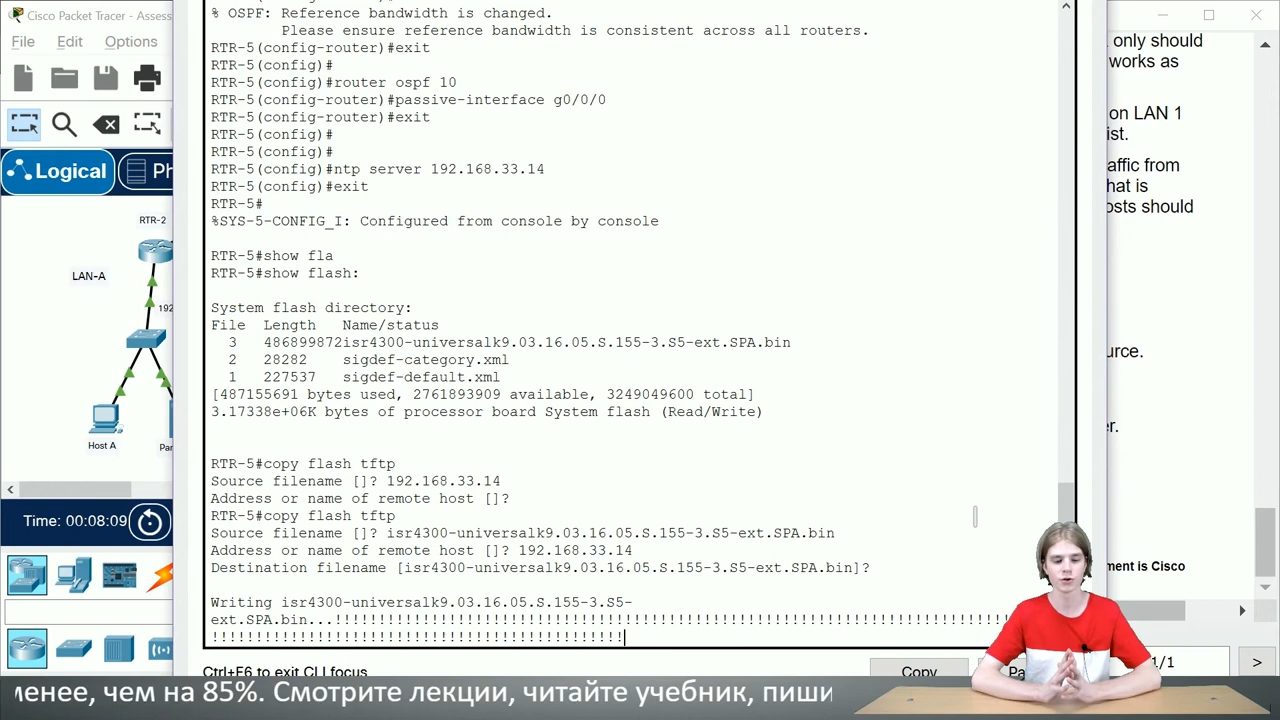 Cisco Packet Tracer - Assess
File Edit Options
Logical
Ph
RTR-2
LAN-A
192
Host A
Par
Time: 00:08:09
% OSPF: Reference bandwidth is changed.
Please ensure reference bandwidth is consistent across all routers.
RTR-5(config-router)#exit
RTR-5(config)#
RTR-5(config)#router ospf 10
RTR-5(config-router)#passive-interface g0/0/0
RTR-5(config-router)#exit
RTR-5(config)#
RTR-5(config)#
RTR-5(config)#ntp server 192.168.33.14
RTR-5(config)#exit
RTR-5#
%SYS-5-CONFIG_I: Configured from console by console
RTR-5#show fla
RTR-5#show flash:
System flash directory:
File Length Name/status
3 486899872isr4300-universalk9.03.16.05.S.155-3.S5-ext.SPA.bin
2 28282 sigdef-category.xml
1 227537 sigdef-default.xml
[487155691 bytes used, 2761893909 available, 3249049600 total]
3.17338e+06K bytes of processor board System flash (Read/Write)
RTR-5#copy flash tftp
Source filename []? 192.168.33.14
Address or name of remote host []?
RTR-5#copy flash tftp
Source filename []? isr4300-universalk9.03.16.05.S.155-3.S5-ext.SPA.bin
Address or name of remote host []? 192.168.33.14
Destination filename [isr4300-universalk9.03.16.05.S.155-3.S5-ext.SPA.bin]?
Writing isr4300-universalk9.03.16.05.S.155-3.S5-
ext.SPA.bin...!!!!!!!!!!!!!!!!!!!!!!!!!!!!!!!!!!!!!!!!!!!!!!!!!!!!!!!!!!!!!!!!!!!!!!!!!!!!!
!!!!!!!!!!!!!!!!!!!!!!!!!!!!!!!!!!!!!!!!!!!!!!!
Ctrl+F6 to exit CLI focus
Copy
Pa
only should
works as
on LAN 1
ist.
affic from
hat is
osts should
urce.
er.
ment is Cisco
1/1
>
менее, чем на 85%. Смотрите лекции, читайте учебник, пиши